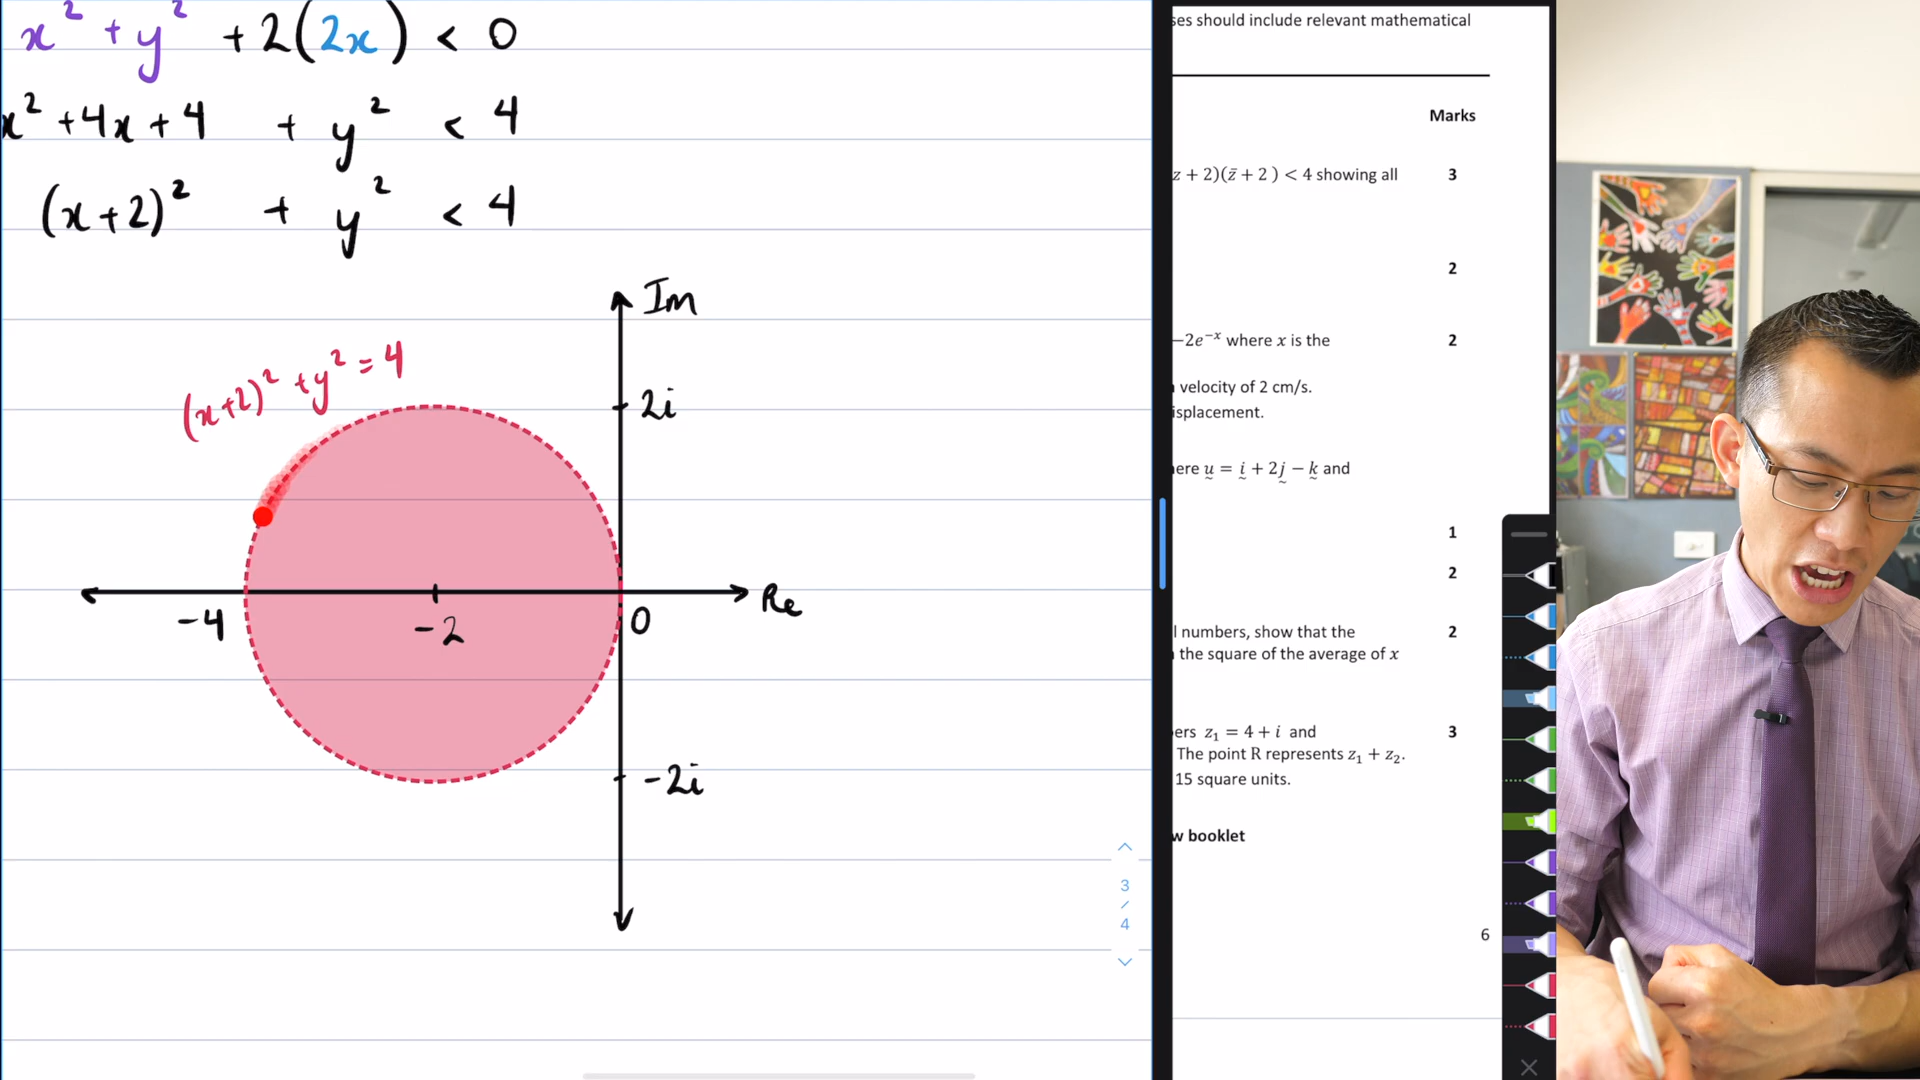 x² + y² + 2(2x) < 0
x² + 4x + 4 + y² < 4
(x+2)² + y² < 4
Im
(x+2)² + y² = 4
2i
-4
-2
0
Re
-2i
3
/
4
should include relevant mathematical
Marks
z + 2)(z̄ + 2 ) < 4 showing all 3
2
−2e⁻ˣ where x is the 2
velocity of 2 cm/s.
ṵ = ḭ + 2j̰ − k̰ and
1
2
numbers, show that the 2
the square of the average of x
z₁ = 4 + i and 3
The point R represents z₁ + z₂.
15 square units.
booklet
6